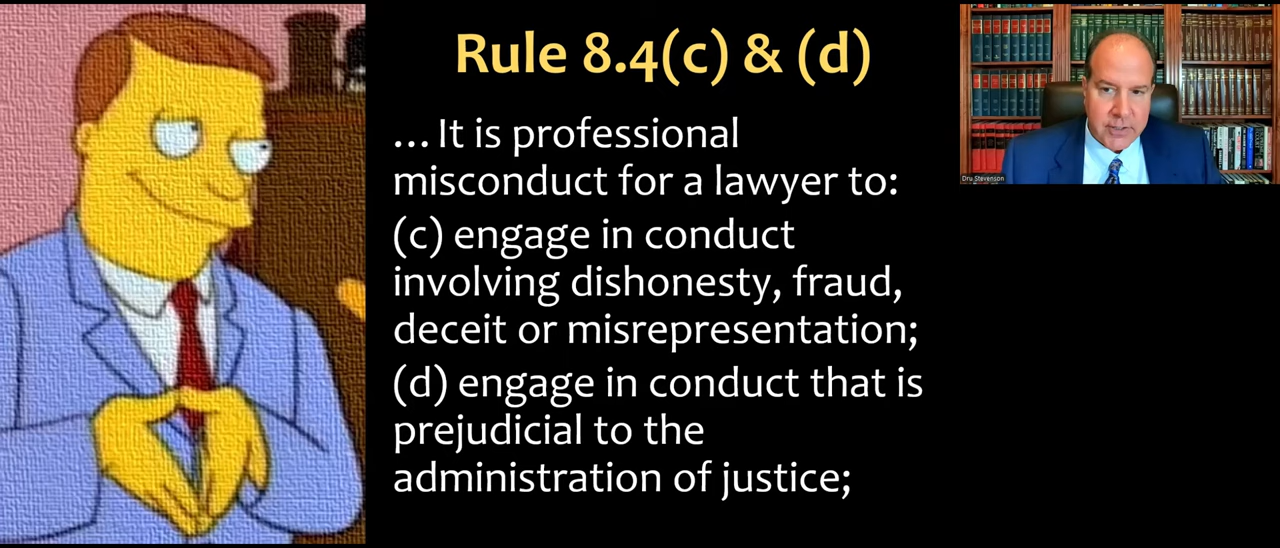 Rule 8.4(c) & (d)
...It is professional
misconduct for a lawyer to:
(c) engage in conduct
involving dishonesty, fraud,
deceit or misrepresentation;
(d) engage in conduct that is
prejudicial to the
administration of justice;
Dru Stevenson